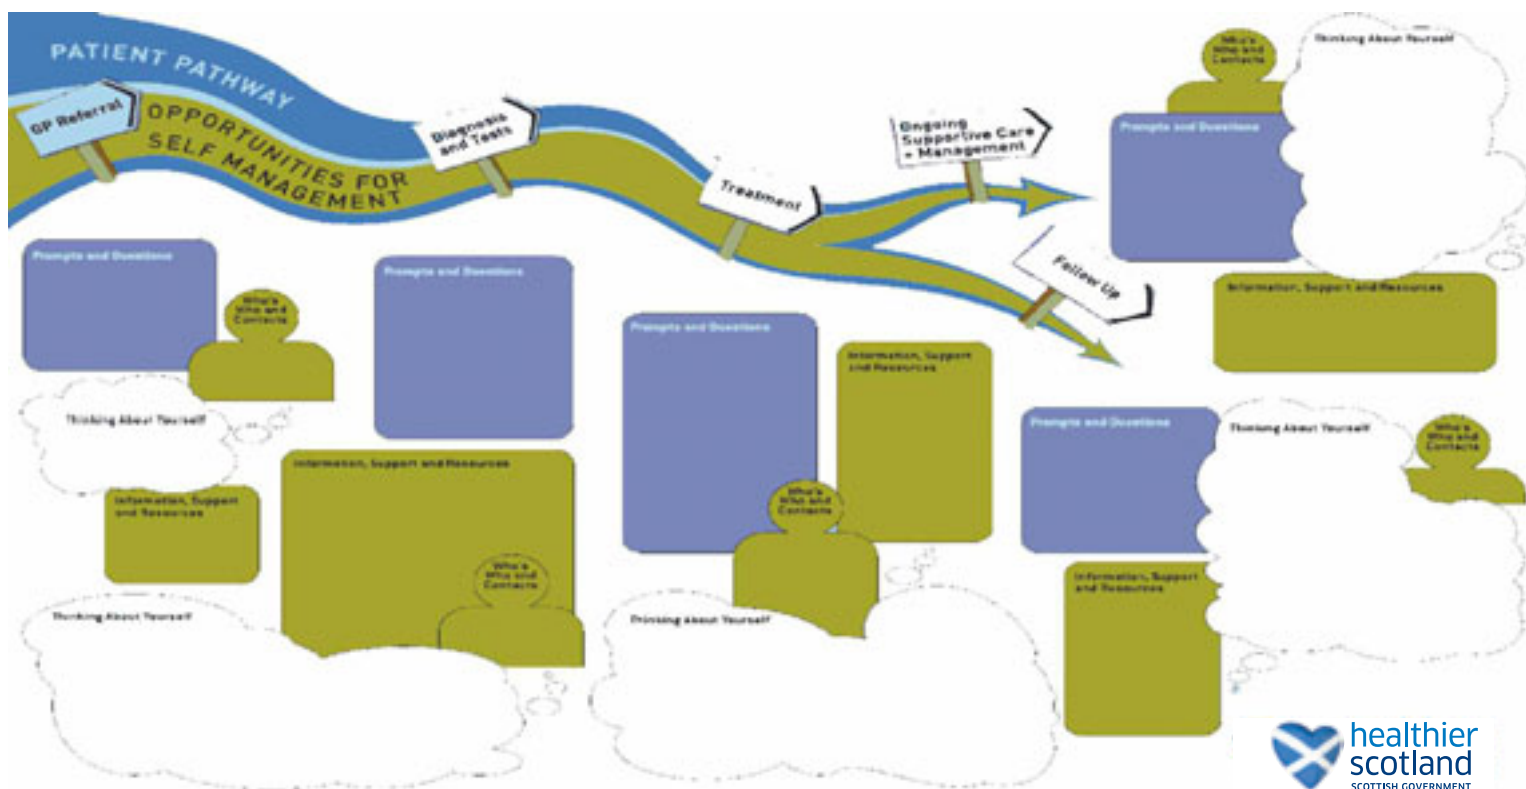 PATIENT PATHWAY
OPPORTUNITIES FOR
SELF MANAGEMENT
GP Referral
Diagnosis
and Tests
Treatment
Ongoing
Supportive Care
+ Management
Follow Up
Prompts and Questions
Who's
Who and
Contacts
Thinking About Yourself
Information, Support
and Resources
Prompts and Questions
Information, Support and Resources
Who's
Who and
Contacts
Thinking About Yourself
Prompts and Questions
Information, Support
and Resources
Who's
Who and
Contacts
Thinking About Yourself
Who's
Who and
Contacts
Thinking About Yourself
Prompts and Questions
Information, Support and Resources
Prompts and Questions
Thinking About Yourself
Who's
Who and
Contacts
Information, Support
and Resources
healthier
scotland
SCOTTISH GOVERNMENT